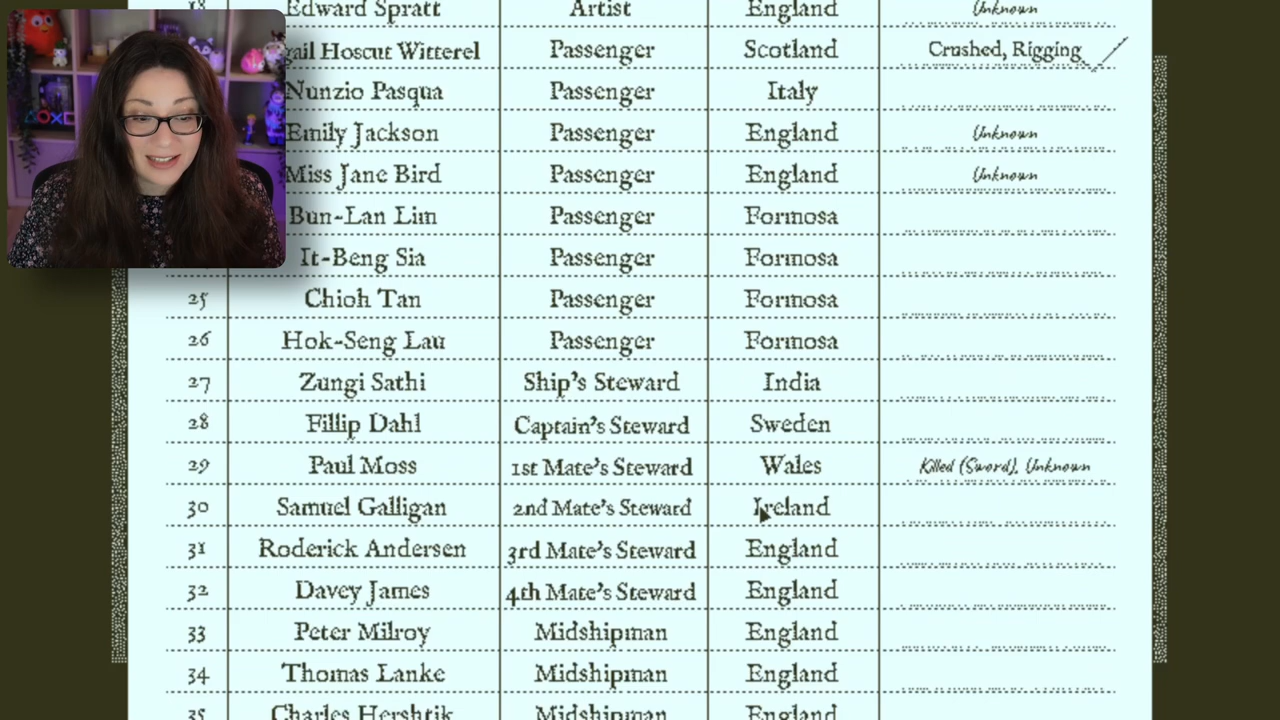 18 Edward Spratt Artist England Unknown
gail Hoscut Witterel Passenger Scotland Crushed, Rigging
Nunzio Pasqua Passenger Italy
Emily Jackson Passenger England Unknown
Miss Jane Bird Passenger England Unknown
Bun-Lan Lim Passenger Formosa
It-Beng Sia Passenger Formosa
25 Chioh Tan Passenger Formosa
26 Hok-Seng Lau Passenger Formosa
27 Zungi Sathi Ship's Steward India
28 Fillip Dahl Captain's Steward Sweden
29 Paul Moss 1st Mate's Steward Wales Killed (Sword), Unknown
30 Samuel Galligan 2nd Mate's Steward Ireland
31 Roderick Andersen 3rd Mate's Steward England
32 Davey James 4th Mate's Steward England
33 Peter Milroy Midshipman England
34 Thomas Lanke Midshipman England
35 Charles Hershtik Midshipman England